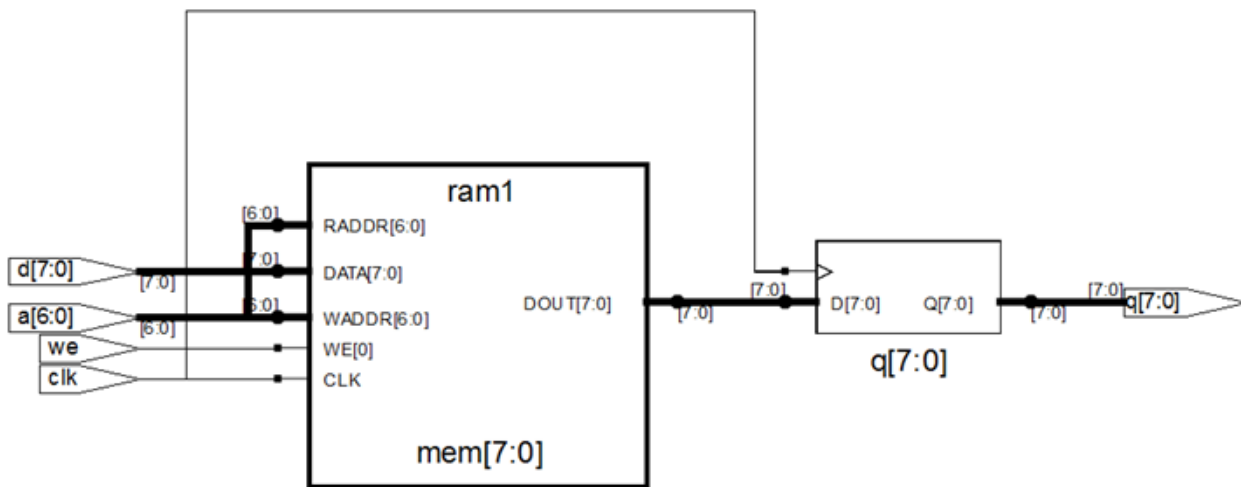 ram1
[6:0]
RADDR[6:0]
d[7:0]
[7:0]
[7:0]
DATA[7:0]
a[6:0]
[6:0]
[6:0]
WADDR[6:0]
we
WE[0]
clk
CLK
DOUT[7:0]
[7:0]
[7:0]
D[7:0]
Q[7:0]
[7:0]
[7:0]
q[7:0]
q[7:0]
mem[7:0]